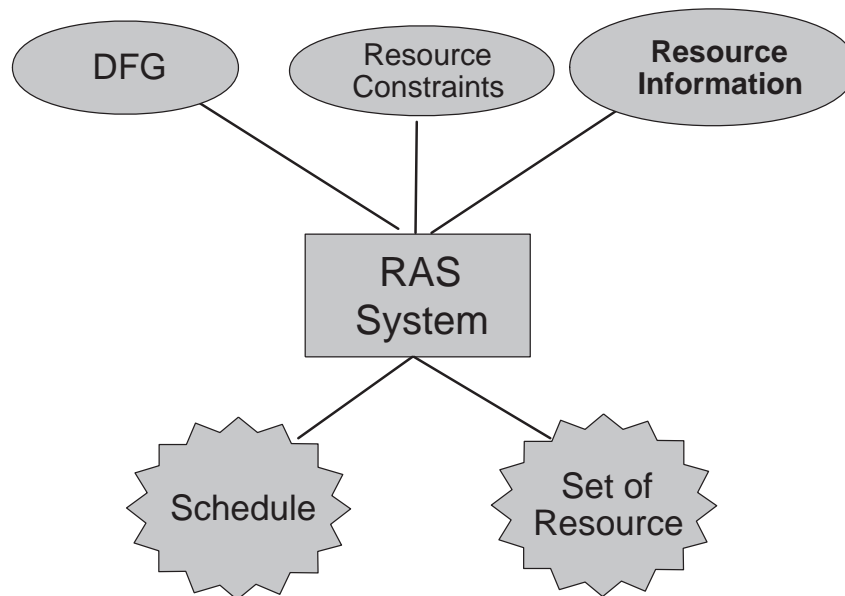 DFG
Resource
Constraints
Resource
Information
RAS
System
Schedule
Set of
Resource